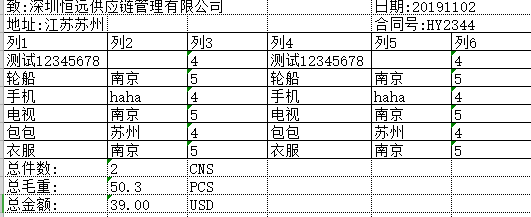 致:深圳恒远供应链管理有限公司 日期:20191102
地址:江苏苏州 合同号:HY2344
列1 列2 列3 列4 列5 列6
测试12345678 4 测试12345678 4
轮船 南京 5 轮船 南京 5
手机 haha 4 手机 haha 4
电视 南京 5 电视 南京 5
包包 苏州 4 包包 苏州 4
衣服 南京 5 衣服 南京 5
总件数: 2 CNS
总毛重: 50.3 PCS
总金额: 39.00 USD